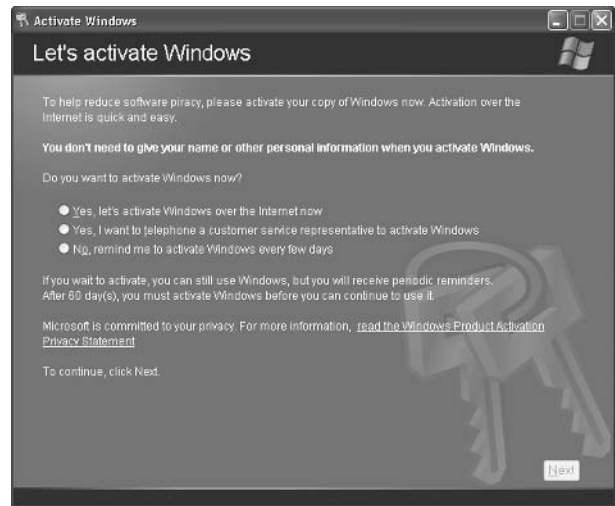 Activate Windows
Let's activate Windows
To help reduce software piracy, please activate your copy of Windows now. Activation over the
Internet is quick and easy.
You don't need to give your name or other personal information when you activate Windows.
Do you want to activate Windows now?
Yes, let's activate Windows over the Internet now
Yes, I want to telephone a customer service representative to activate Windows
No, remind me to activate Windows every few days
If you wait to activate, you can still use Windows, but you will receive periodic reminders.
After 60 day(s), you must activate Windows before you can continue to use it.
Microsoft is committed to your privacy. For more information, read the Windows Product Activation
Privacy Statement
To continue, click Next.
Next